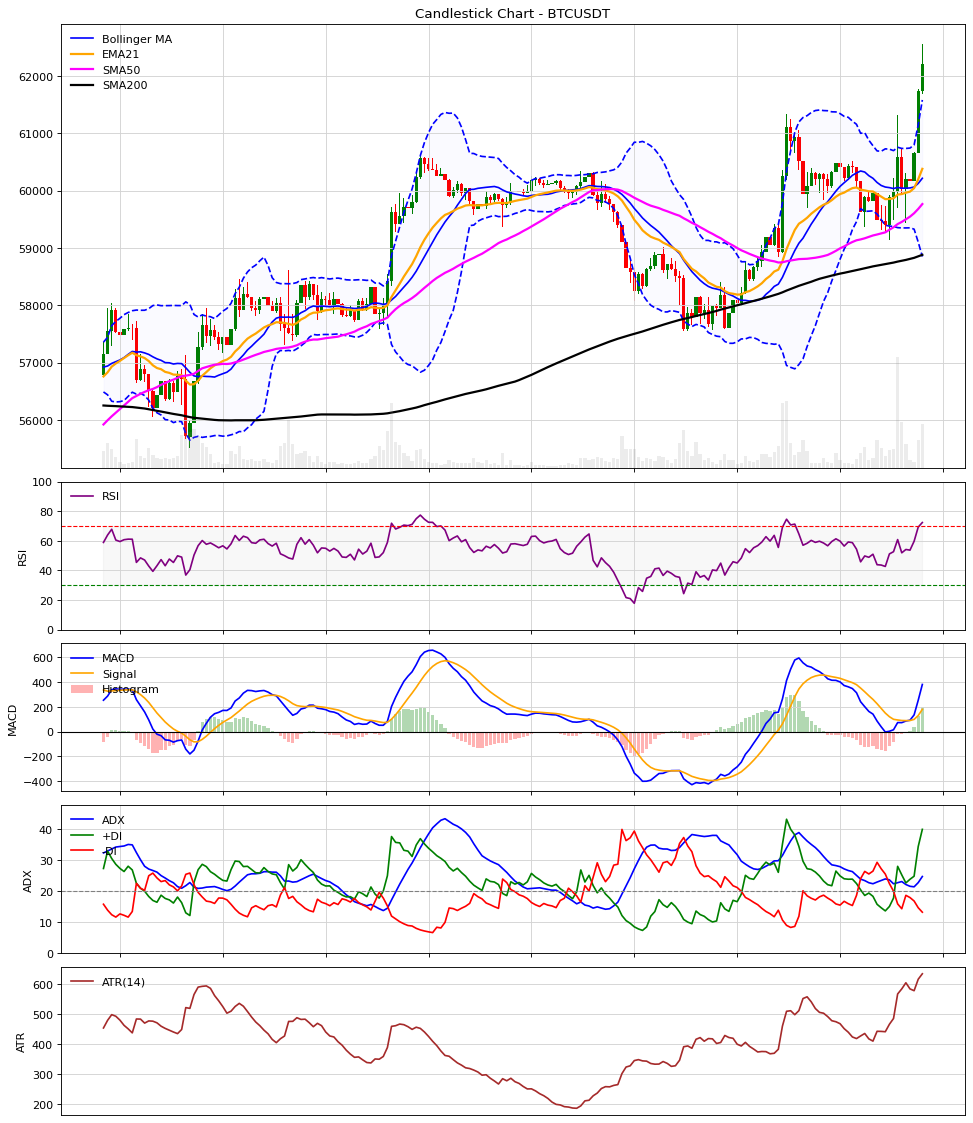 Candlestick Chart - BTCUSDT
Bollinger MA
EMA21
SMA50
SMA200
62000
61000
60000
59000
58000
57000
56000
RSI
100
80
60
40
20
0
RSI
MACD
Signal
Histogram
600
400
200
0
−200
−400
MACD
ADX
+DI
-DI
40
30
20
10
0
ADX
ATR(14)
600
500
400
300
200
ATR